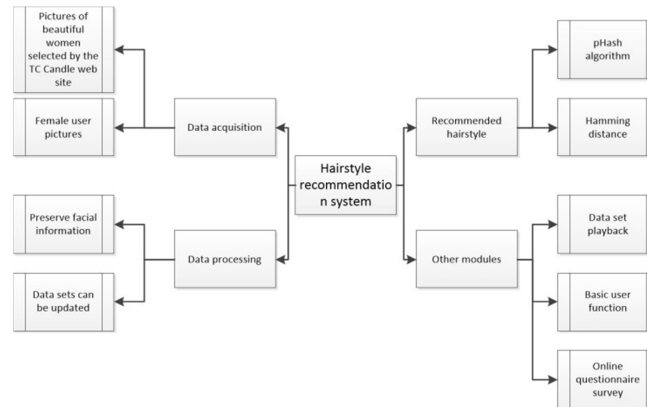 Pictures of
beautiful
women
selected by the
TC Candle web
site
Female user
pictures
Data acquisition
Preserve facial
information
Data sets can
be updated
Data processing
Hairstyle
recommendatio
n system
Recommended
hairstyle
pHash
algorithm
Hamming
distance
Other modules
Data set
playback
Basic user
function
Online
questionnaire
survey